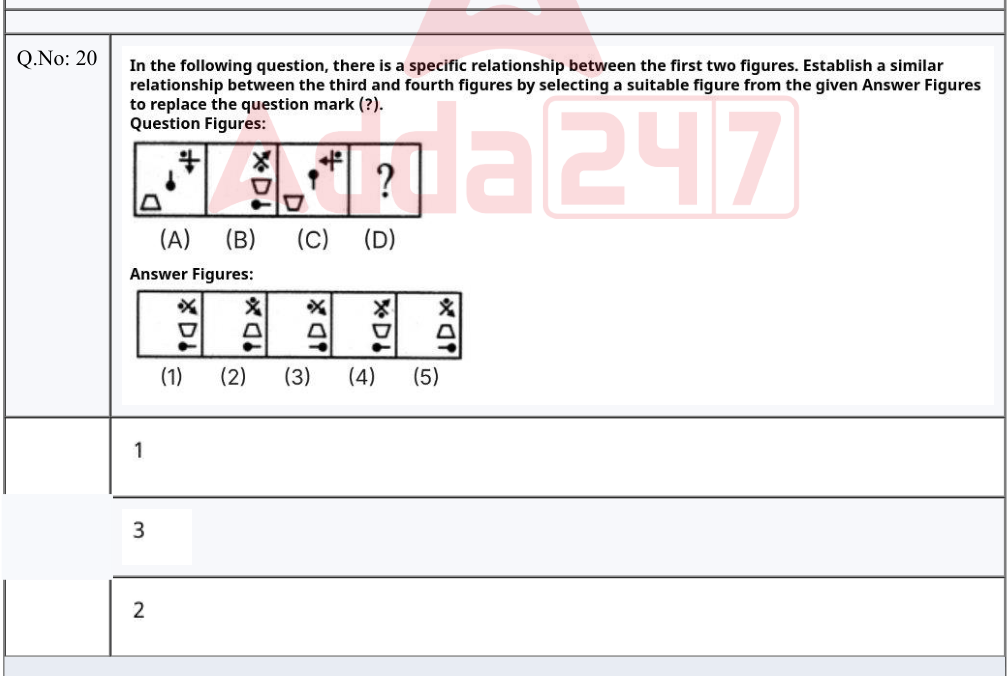 Q.No: 20
In the following question, there is a specific relationship between the first two figures. Establish a similar
relationship between the third and fourth figures by selecting a suitable figure from the given Answer Figures
to replace the question mark (?).
Question Figures:
?
(A) (B) (C) (D)
Answer Figures:
(1) (2) (3) (4) (5)
1
3
2
Adda247